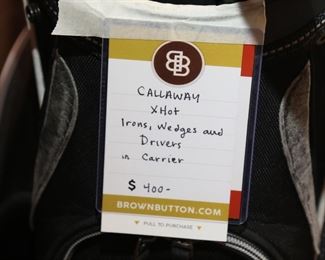 BB
CALLAWAY
XHot
Irons, Wedges and
Drivers
in Carrier
$ 400-
BROWNBUTTON.COM
PULL TO PURCHASE